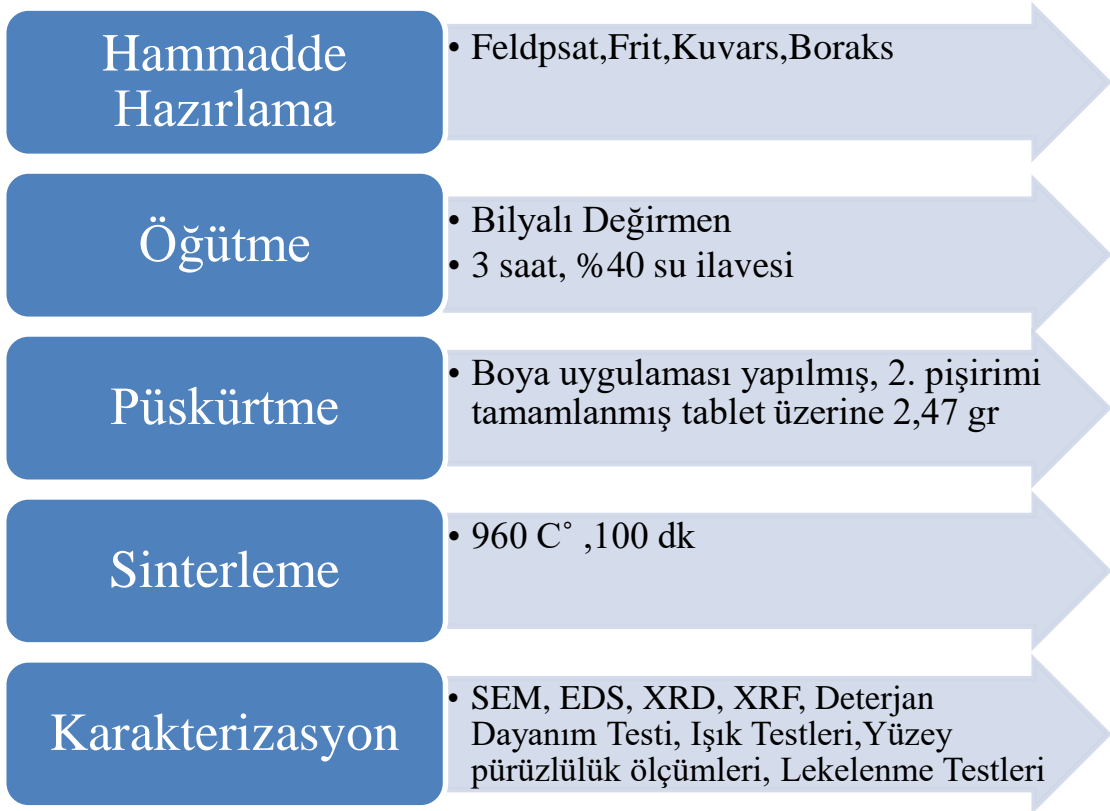 Hammadde
Hazırlama
• Feldpsat,Frit,Kuvars,Boraks
Öğütme
• Bilyalı Değirmen
• 3 saat, %40 su ilavesi
Püskürtme
• Boya uygulaması yapılmış, 2. pişirimi
tamamlanmış tablet üzerine 2,47 gr
Sinterleme
• 960 C˚ ,100 dk
Karakterizasyon
• SEM, EDS, XRD, XRF, Deterjan
Dayanım Testi, Işık Testleri,Yüzey
pürüzlülük ölçümleri, Lekelenme Testleri